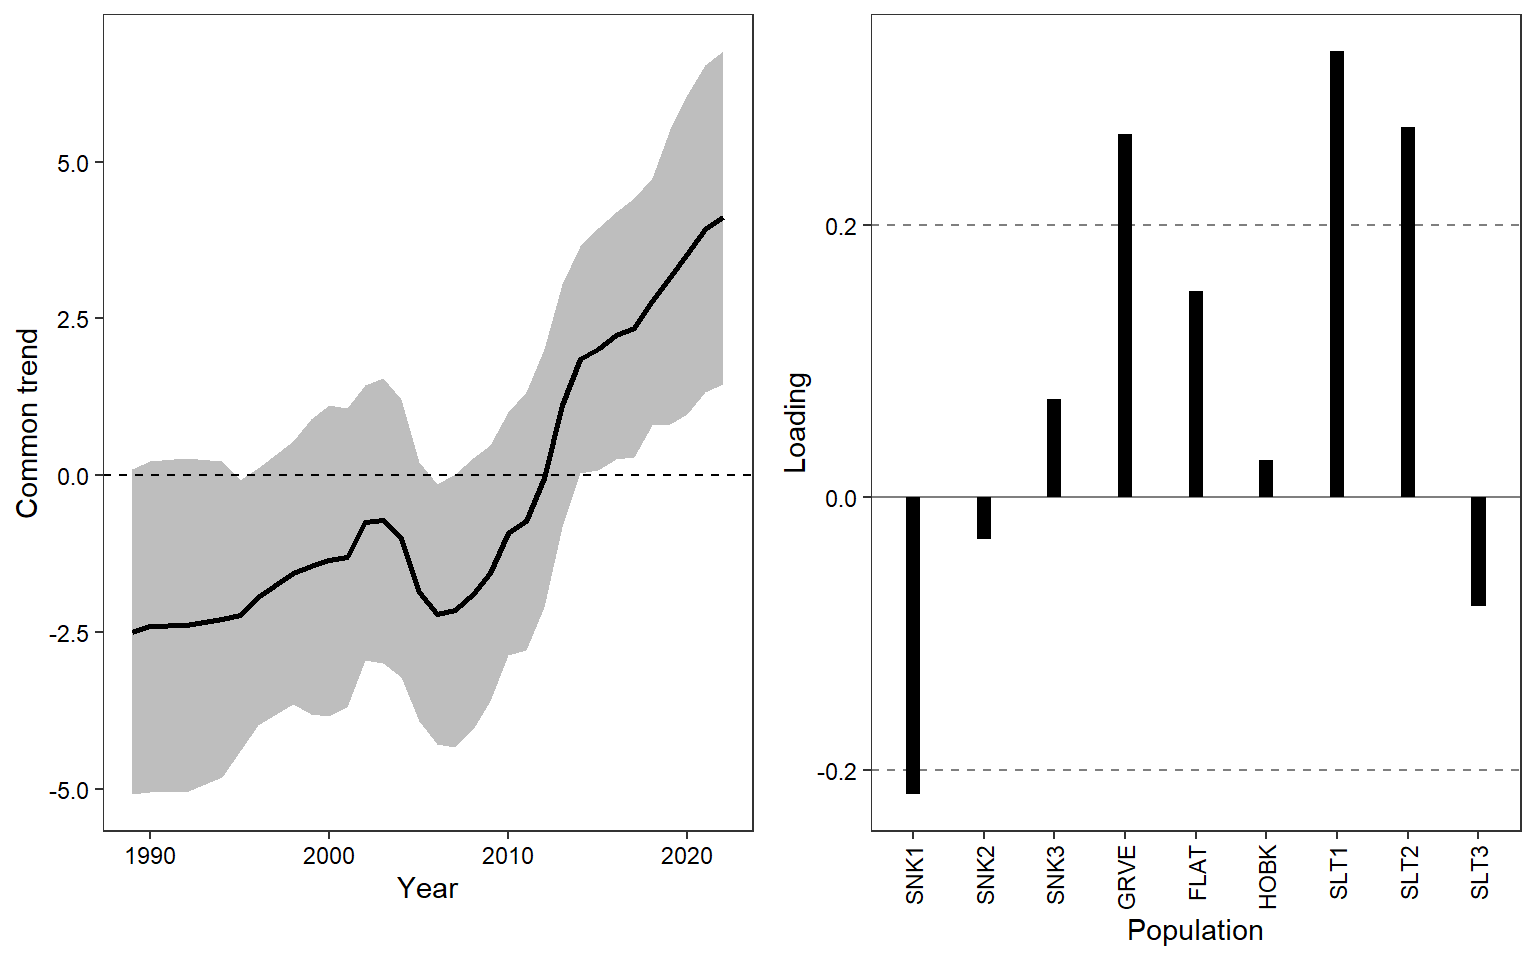 5.0
2.5
0.0
-2.5
-5.0
Common trend
1990 2000 2010 2020
Year
0.2
0.0
-0.2
Loading
SNK1 SNK2 SNK3 GRVE FLAT HOBK SLT1 SLT2 SLT3
Population